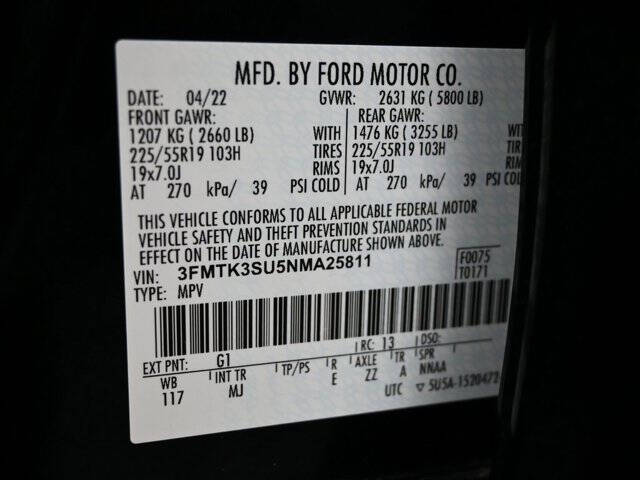 MFD. BY FORD MOTOR CO.
DATE: 04/22 GVWR: 2631 KG ( 5800 LB)
FRONT GAWR: REAR GAWR:
1207 KG ( 2660 LB) WITH 1476 KG ( 3255 LB)
225/55R19 103H TIRES 225/55R19 103H TIRES
19x7.0J RIMS 19x7.0J
AT 270 kPa/ 39 PSI COLD AT 270 kPa/ 39 PSI COL
THIS VEHICLE CONFORMS TO ALL APPLICABLE FEDERAL MOTOR
VEHICLE SAFETY AND THEFT PREVENTION STANDARDS IN
EFFECT ON THE DATE OF MANUFACTURE SHOWN ABOVE.
VIN: 3FMTK3SU5NMA25811 F0075
TYPE: MPV T0171
EXT PNT: G1 RC: 13 DSO:
WB INT TR TP/PS R AXLE TR SPR
117 MJ E ZZ A NNAA
UTC ▽ 5U5A-1520472